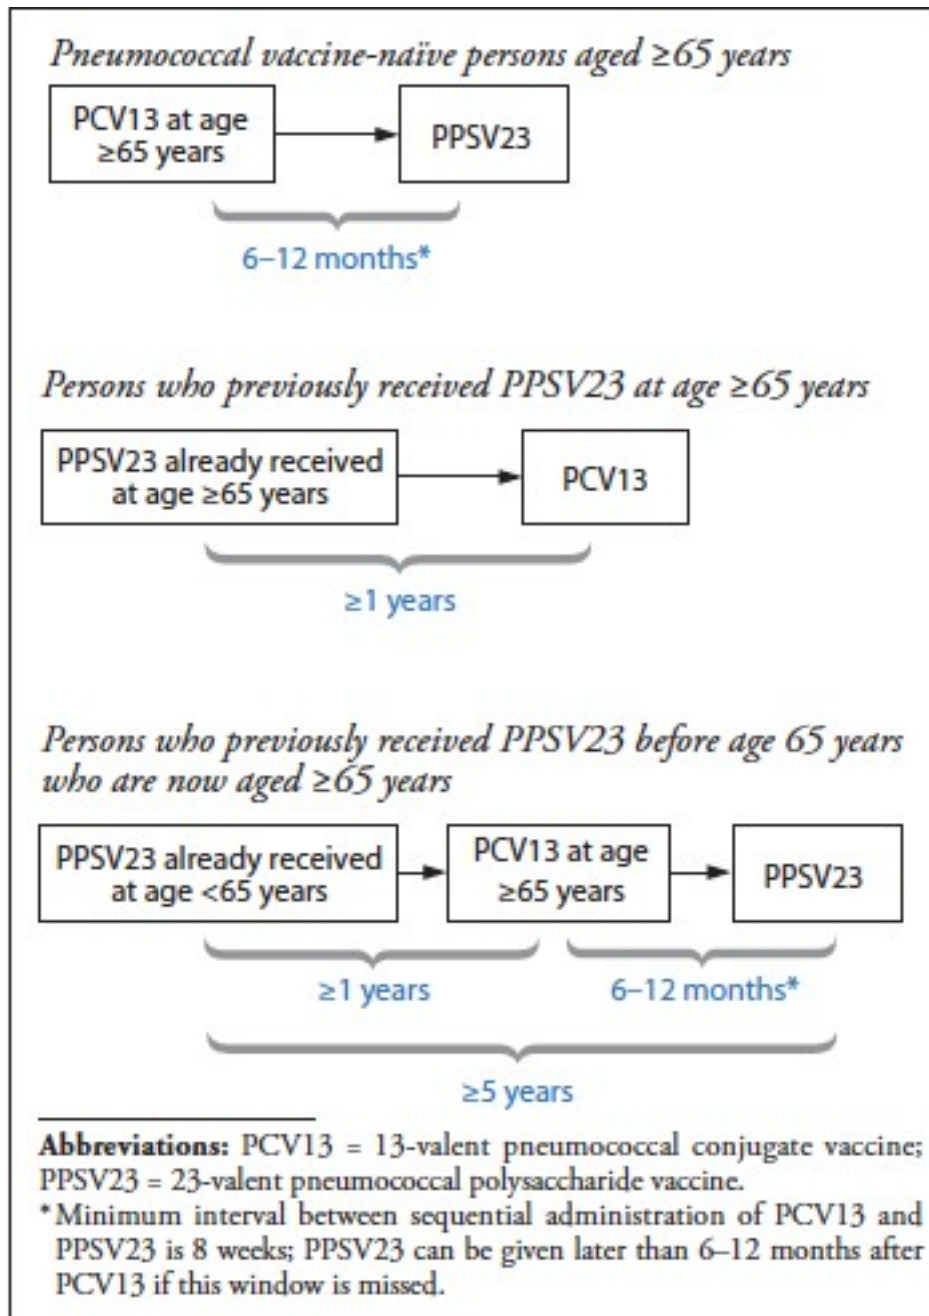 Pneumococcal vaccine-naïve persons aged ≥65 years
PCV13 at age
≥65 years
PPSV23
6–12 months*
Persons who previously received PPSV23 at age ≥65 years
PPSV23 already received
at age ≥65 years
PCV13
≥1 years
Persons who previously received PPSV23 before age 65 years
who are now aged ≥65 years
PPSV23 already received
at age <65 years
PCV13 at age
≥65 years
PPSV23
≥1 years
6–12 months*
≥5 years
Abbreviations: PCV13 = 13-valent pneumococcal conjugate vaccine;
PPSV23 = 23-valent pneumococcal polysaccharide vaccine.
* Minimum interval between sequential administration of PCV13 and
PPSV23 is 8 weeks; PPSV23 can be given later than 6–12 months after
PCV13 if this window is missed.